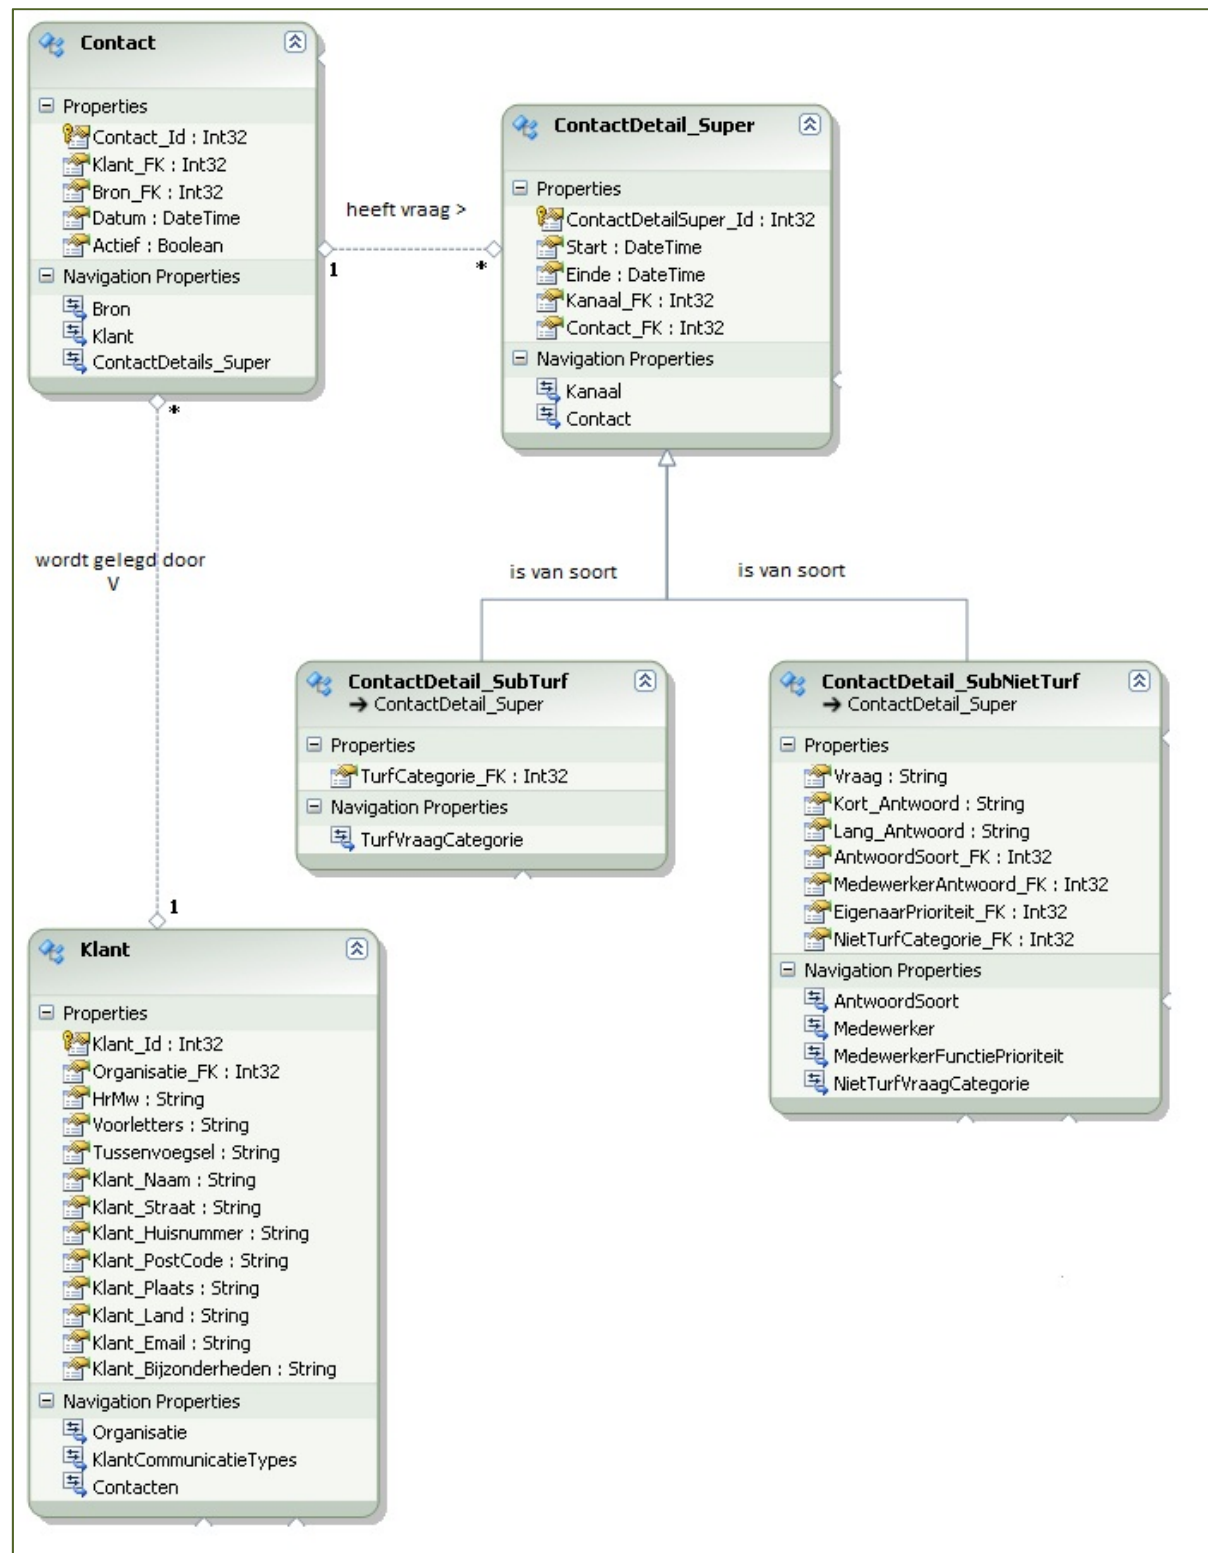 Contact
Properties
Contact_Id : Int32
Klant_FK : Int32
Bron_FK : Int32
Datum : DateTime
Actief : Boolean
Navigation Properties
Bron
Klant
ContactDetails_Super
heeft vraag >
1
*
ContactDetail_Super
Properties
ContactDetailSuper_Id : Int32
Start : DateTime
Einde : DateTime
Kanaal_FK : Int32
Contact_FK : Int32
Navigation Properties
Kanaal
Contact
*
wordt gelegd door
V
1
is van soort
is van soort
ContactDetail_SubTurf
→ ContactDetail_Super
Properties
TurfCategorie_FK : Int32
Navigation Properties
TurfVraagCategorie
ContactDetail_SubNietTurf
→ ContactDetail_Super
Properties
Vraag : String
Kort_Antwoord : String
Lang_Antwoord : String
AntwoordSoort_FK : Int32
MedewerkerAntwoord_FK : Int32
EigenaarPrioriteit_FK : Int32
NietTurfCategorie_FK : Int32
Navigation Properties
AntwoordSoort
Medewerker
MedewerkerFunctiePrioriteit
NietTurfVraagCategorie
Klant
Properties
Klant_Id : Int32
Organisatie_FK : Int32
HrMw : String
Voorletters : String
Tussenvoegsel : String
Klant_Naam : String
Klant_Straat : String
Klant_Huisnummer : String
Klant_PostCode : String
Klant_Plaats : String
Klant_Land : String
Klant_Email : String
Klant_Bijzonderheden : String
Navigation Properties
Organisatie
KlantCommunicatieTypes
Contacten